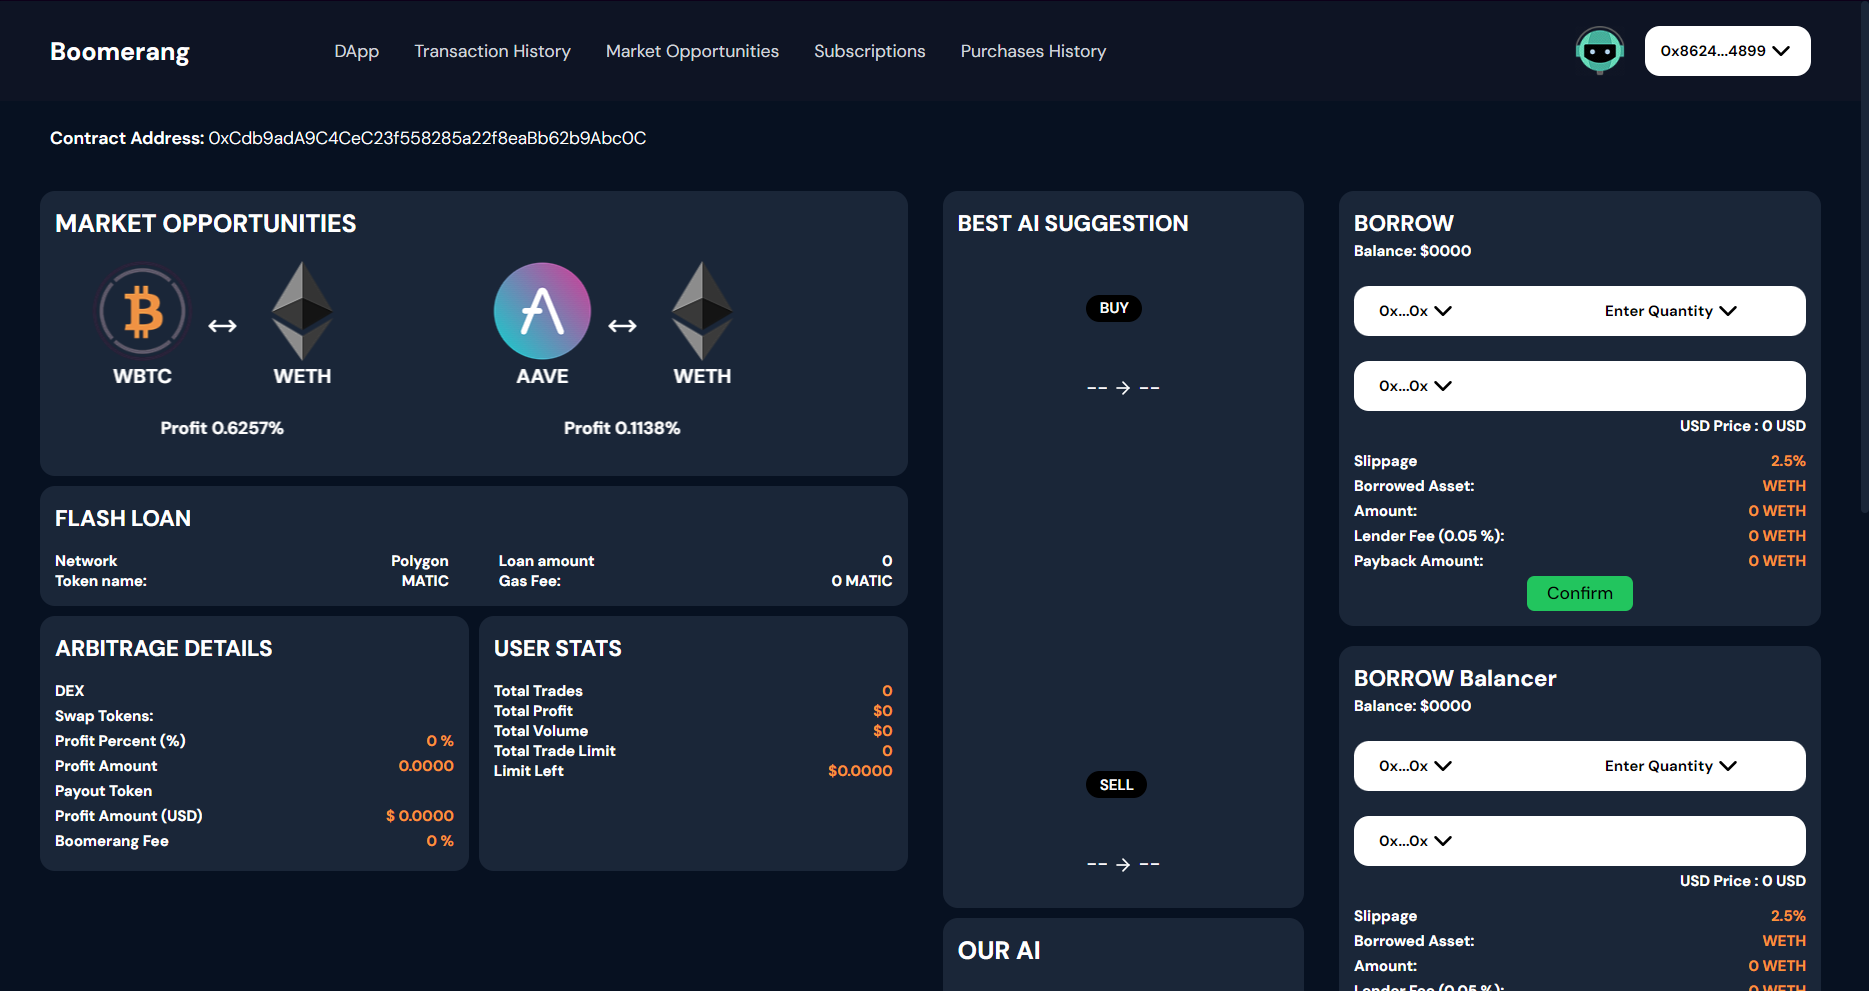 Boomerang
DApp
Transaction History
Market Opportunities
Subscriptions
Purchases History
0x8624...4899
Contract Address: 0xCdb9adA9C4CeC23f558285a22f8eaBb62b9Abc0C
MARKET OPPORTUNITIES
WBTC
WETH
AAVE
WETH
Profit 0.6257%
Profit 0.1138%
FLASH LOAN
Network Polygon
Token name: MATIC
Loan amount 0
Gas Fee: 0 MATIC
ARBITRAGE DETAILS
DEX
Swap Tokens:
Profit Percent (%) 0 %
Profit Amount 0.0000
Payout Token
Profit Amount (USD) $ 0.0000
Boomerang Fee 0 %
USER STATS
Total Trades 0
Total Profit $0
Total Volume $0
Total Trade Limit 0
Limit Left $0.0000
BEST AI SUGGESTION
BUY
-- → --
SELL
-- → --
OUR AI
BORROW
Balance: $0000
0x...0x Enter Quantity
0x...0x
USD Price : 0 USD
Slippage 2.5%
Borrowed Asset: WETH
Amount: 0 WETH
Lender Fee (0.05 %): 0 WETH
Payback Amount: 0 WETH
Confirm
BORROW Balancer
Balance: $0000
0x...0x Enter Quantity
0x...0x
USD Price : 0 USD
Slippage 2.5%
Borrowed Asset: WETH
Amount: 0 WETH
Lender Fee (0.05 %): 0 WETH